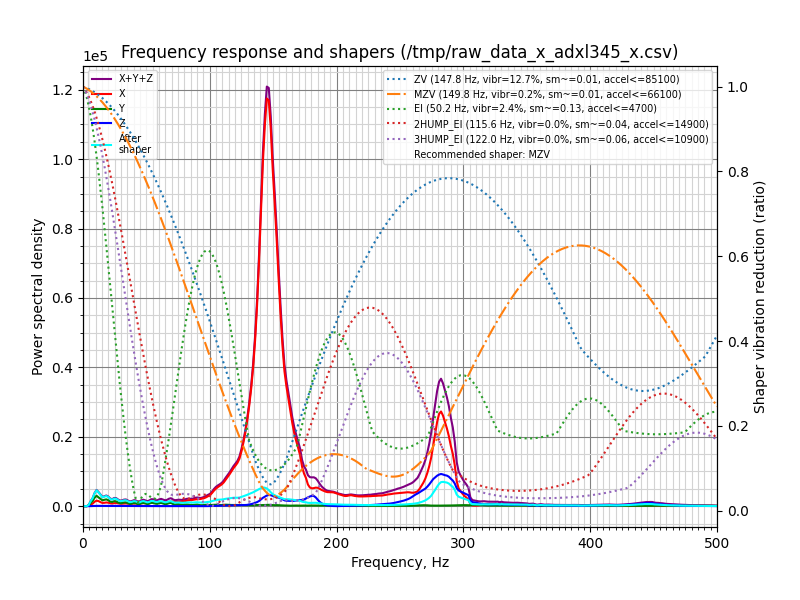 Frequency response and shapers (/tmp/raw_data_x_adxl345_x.csv)
1e5
X+Y+Z
X
Y
Z
After
shaper
ZV (147.8 Hz, vibr=12.7%, sm~=0.01, accel<=85100)
MZV (149.8 Hz, vibr=0.2%, sm~=0.01, accel<=66100)
EI (50.2 Hz, vibr=2.4%, sm~=0.13, accel<=4700)
2HUMP_EI (115.6 Hz, vibr=0.0%, sm~=0.04, accel<=14900)
3HUMP_EI (122.0 Hz, vibr=0.0%, sm~=0.06, accel<=10900)
Recommended shaper: MZV
Power spectral density
1.2
1.0
0.8
0.6
0.4
0.2
0.0
1.0
0.8
0.6
0.4
0.2
0.0
Shaper vibration reduction (ratio)
0 100 200 300 400 500
Frequency, Hz